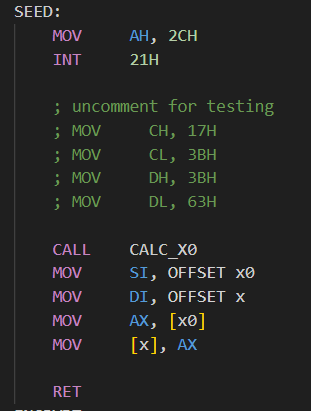 SEED:
MOV AH, 2CH
INT 21H
; uncomment for testing
; MOV CH, 17H
; MOV CL, 3BH
; MOV DH, 3BH
; MOV DL, 63H
CALL CALC_X0
MOV SI, OFFSET x0
MOV DI, OFFSET x
MOV AX, [x0]
MOV [x], AX
RET